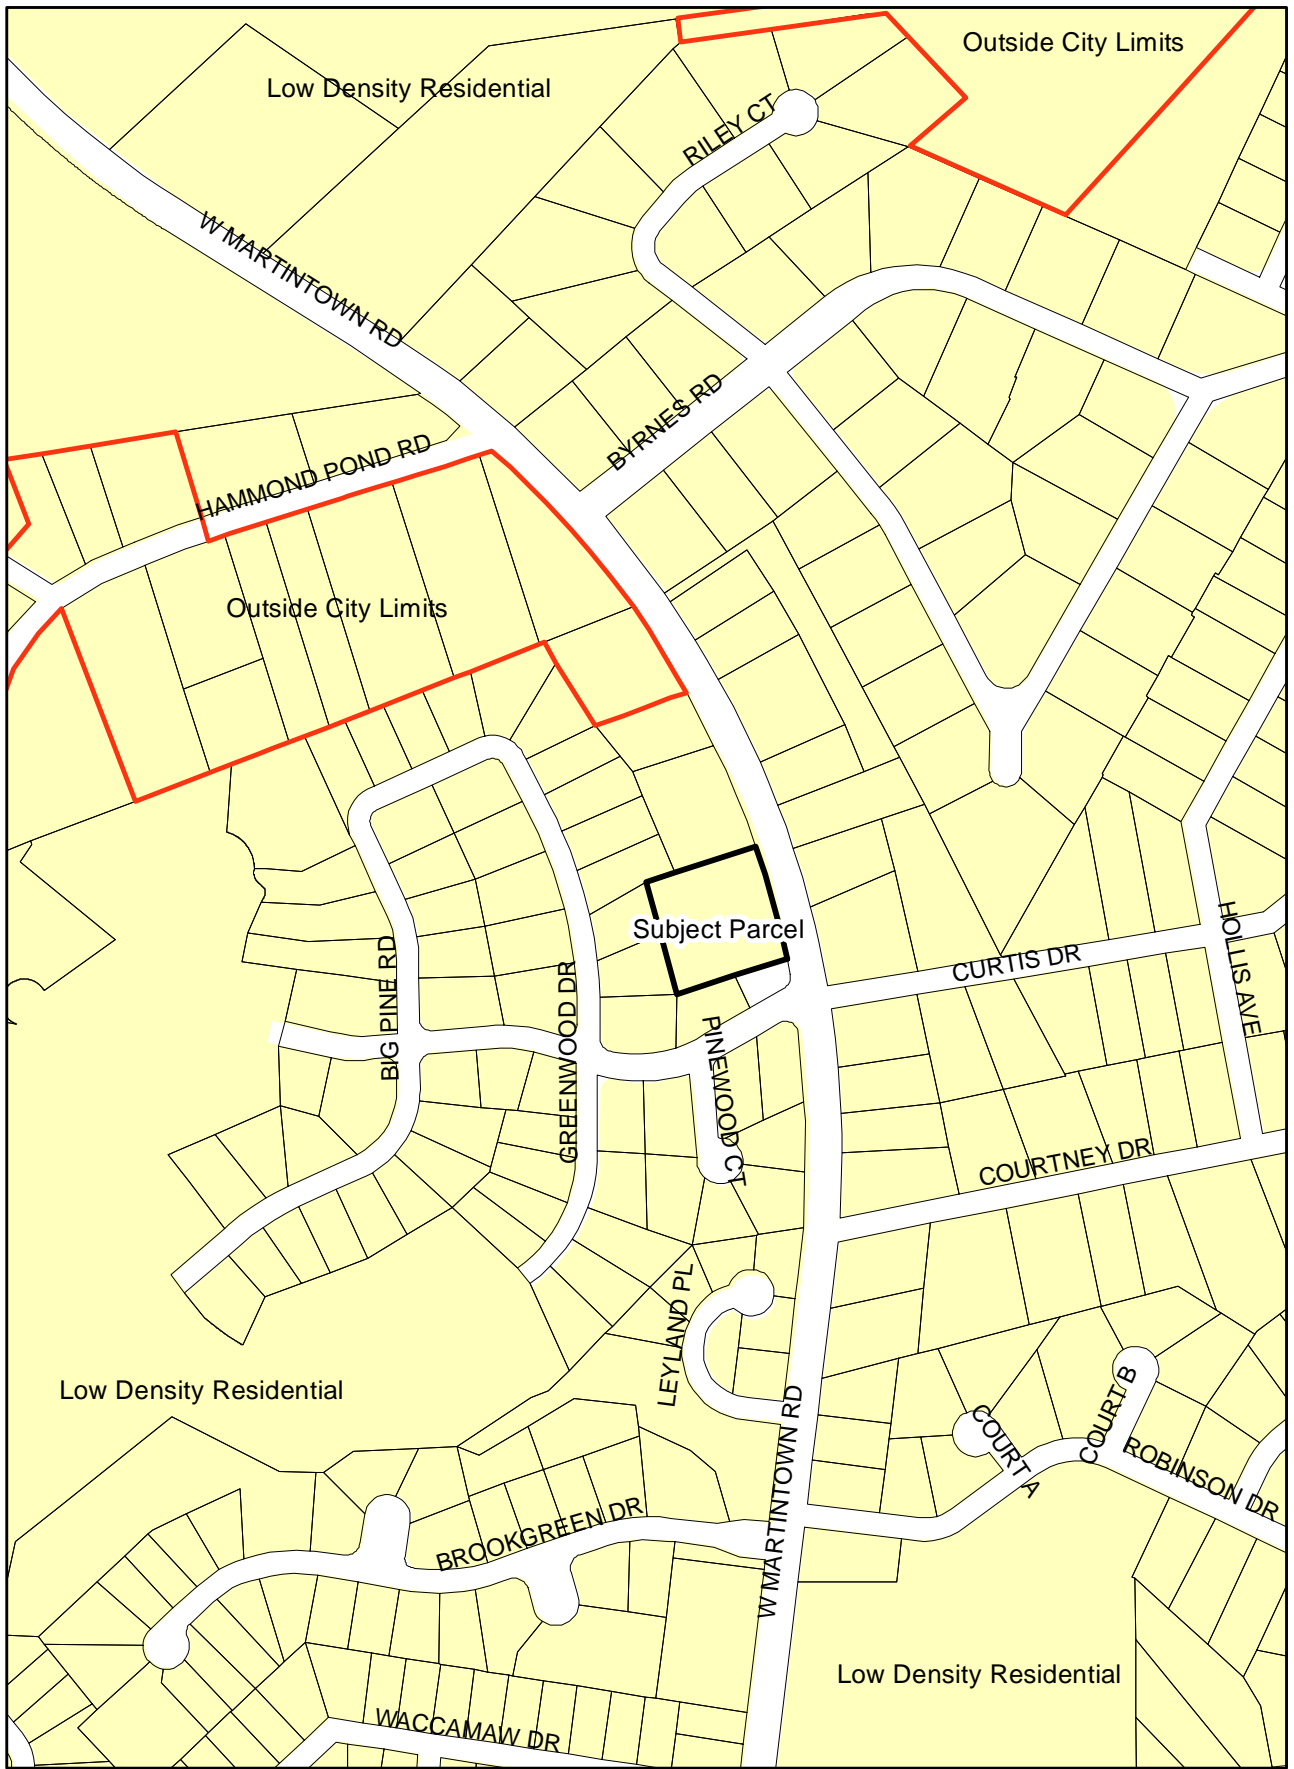 Outside City Limits
Low Density Residential
RILEY CT
W MARTINTOWN RD
BYRNES RD
HAMMOND POND RD
Outside City Limits
Subject Parcel
HOLLIS AVE
CURTIS DR
BIG PINE RD
GREENWOOD DR
PINEWOOD CT
COURTNEY DR
LEYLAND PL
Low Density Residential
COURT B
COURT A
ROBINSON DR
W MARTINTOWN RD
BROOKGREEN DR
Low Density Residential
WACCAMAW DR